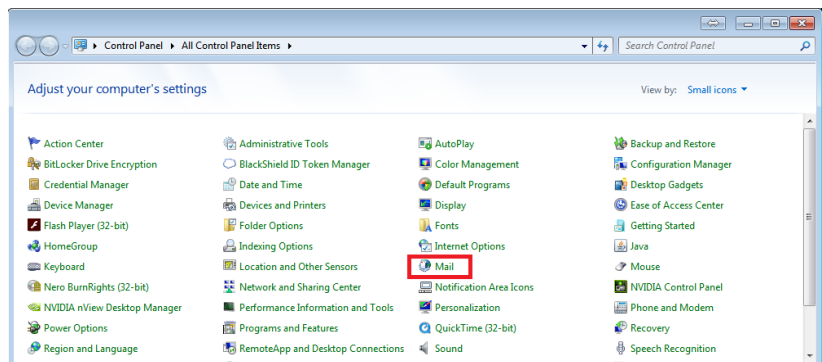 Control Panel All Control Panel Items Search Control Panel
Adjust your computer's settings View by: Small icons
Action Center Administrative Tools AutoPlay Backup and Restore
BitLocker Drive Encryption BlackShield ID Token Manager Color Management Configuration Manager
Credential Manager Date and Time Default Programs Desktop Gadgets
Device Manager Devices and Printers Display Ease of Access Center
Flash Player (32-bit) Folder Options Fonts Getting Started
HomeGroup Indexing Options Internet Options Java
Keyboard Location and Other Sensors Mail Mouse
Nero BurnRights (32-bit) Network and Sharing Center Notification Area Icons NVIDIA Control Panel
NVIDIA nView Desktop Manager Performance Information and Tools Personalization Phone and Modem
Power Options Programs and Features QuickTime (32-bit) Recovery
Region and Language RemoteApp and Desktop Connections Sound Speech Recognition